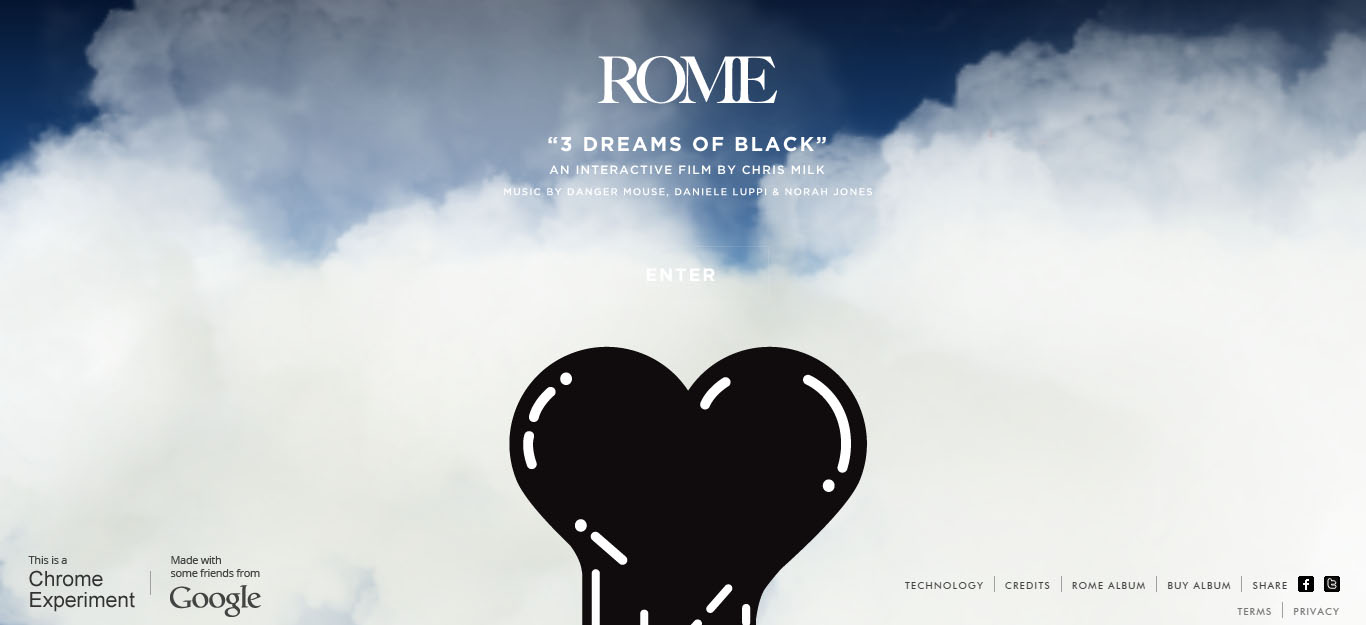 ROME
“3 DREAMS OF BLACK”
AN INTERACTIVE FILM BY CHRIS MILK
MUSIC BY DANGER MOUSE, DANIELE LUPPI & NORAH JONES
ENTER
This is a
Chrome
Experiment
Made with
some friends from
Google
TECHNOLOGY CREDITS ROME ALBUM BUY ALBUM SHARE
TERMS PRIVACY